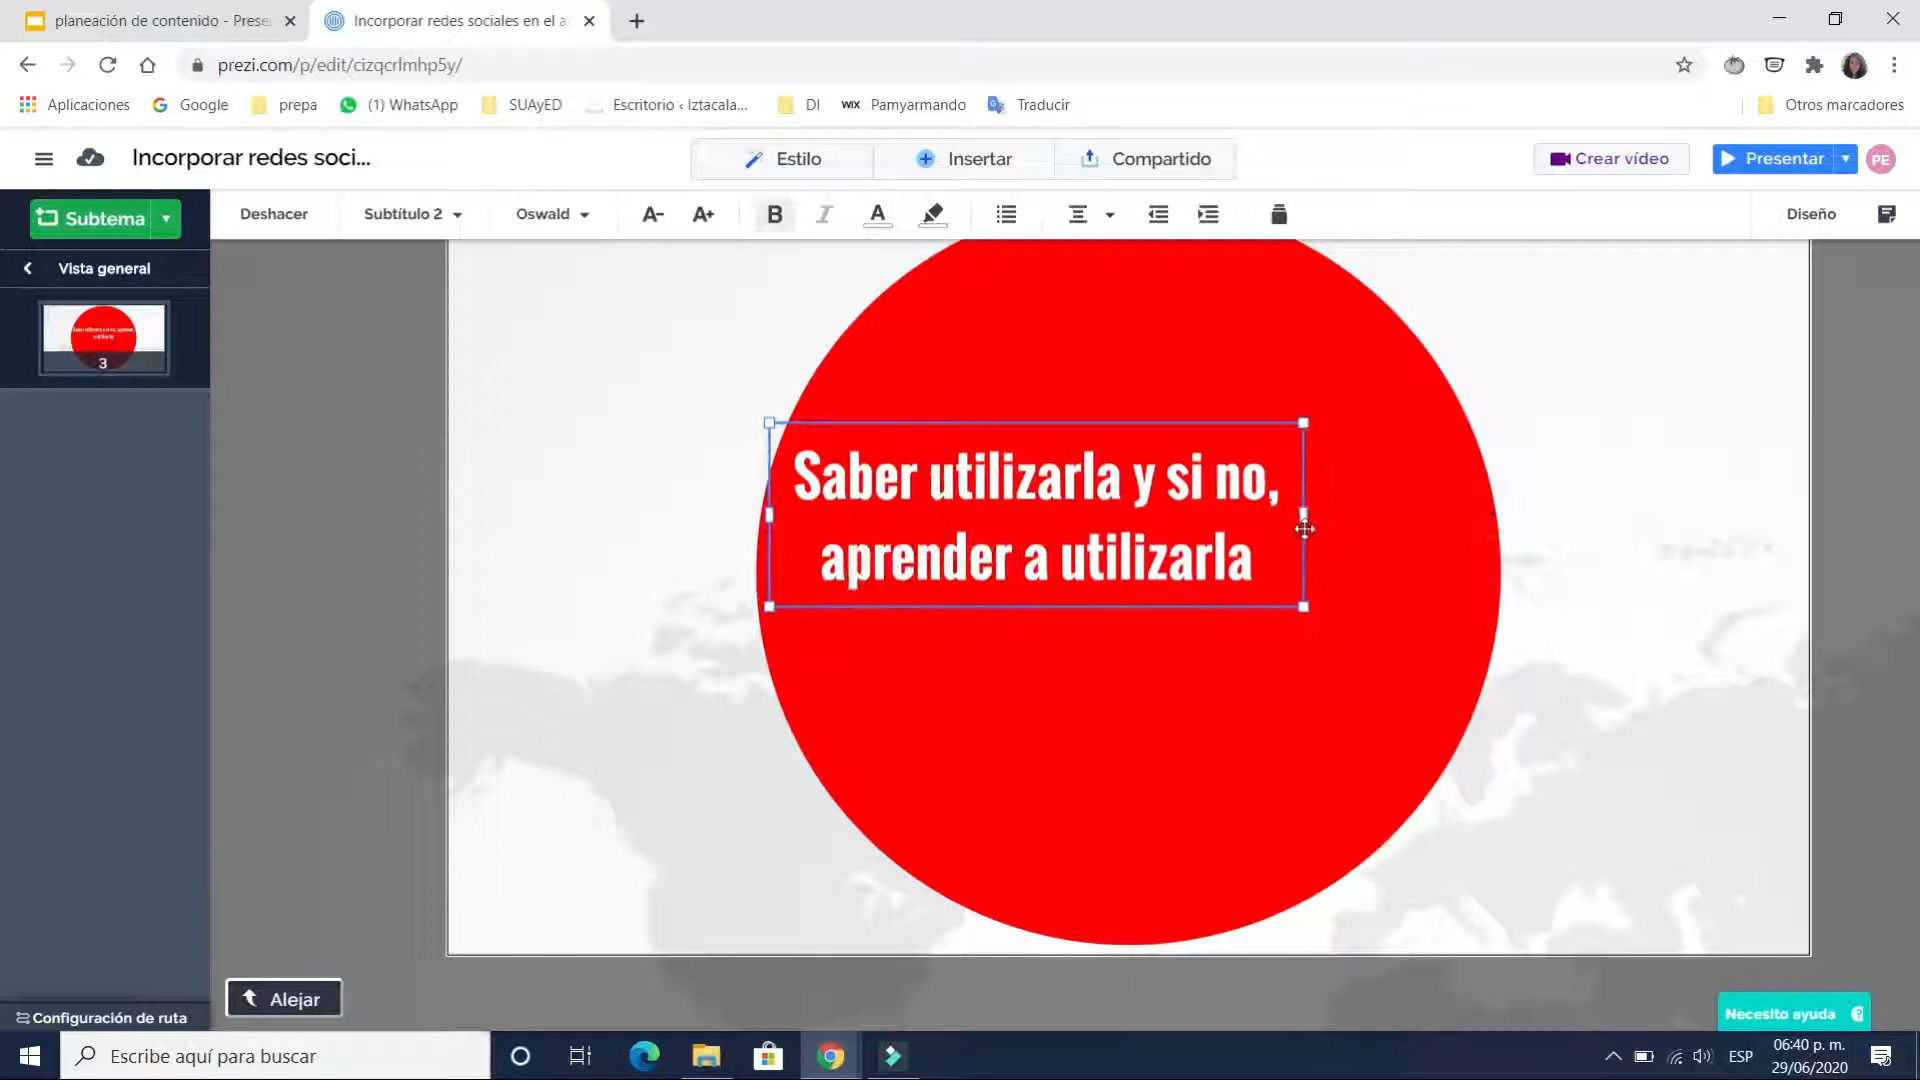 planeación de contenido - Prese
Incorporar redes sociales en el a
prezi.com/p/edit/cizqcrlmhp5y/
Aplicaciones Google prepa (1) WhatsApp SUAyED Escritorio ‹ Iztacala... DI WIX Pamyarmando Traducir Otros marcadores
Incorporar redes soci... Estilo Insertar Compartido Crear vídeo Presentar PE
Subtema Deshacer Subtítulo 2 Oswald A- A+ B I A Diseño
Vista general
3
Saber utilizarla y si no,
aprender a utilizarla
Alejar
Necesito ayuda
Configuración de ruta
Escribe aquí para buscar
ESP
06:40 p. m.
29/06/2020